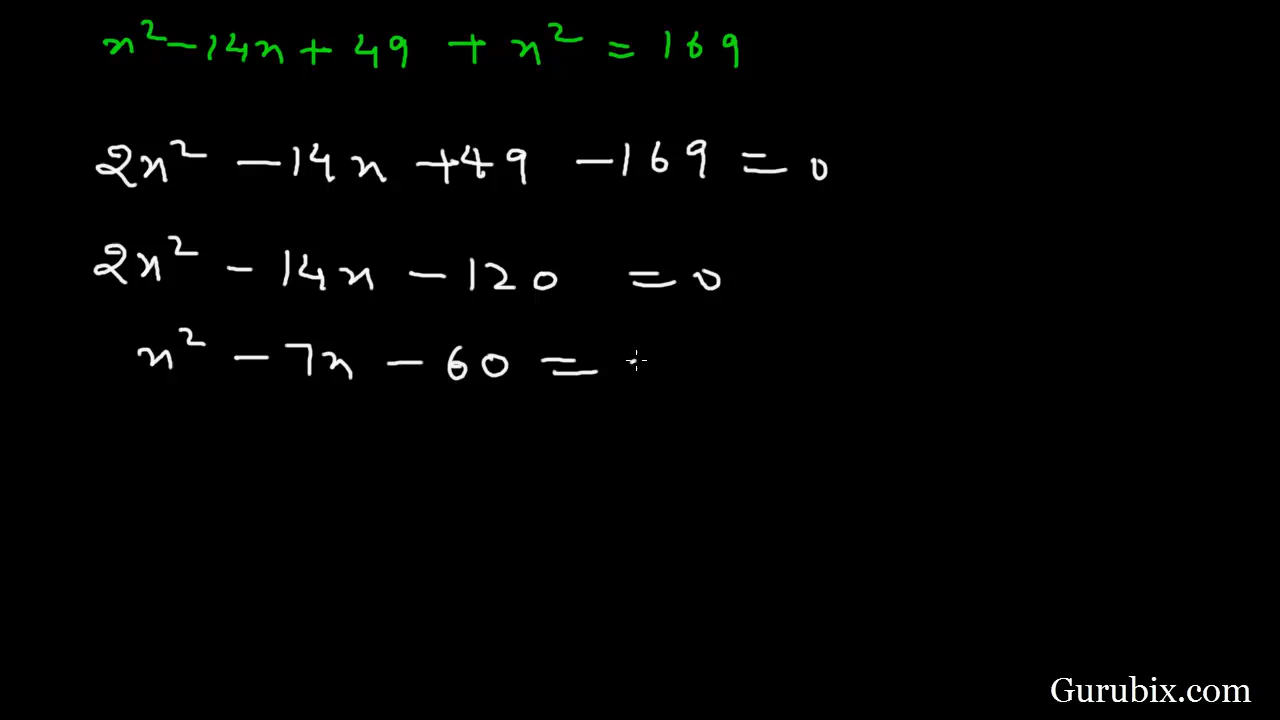 x² - 14x + 49 + x² = 169
2x² - 14x + 49 - 169 = 0
2x² - 14x - 120 = 0
x² - 7x - 60 =
Gurubix.com